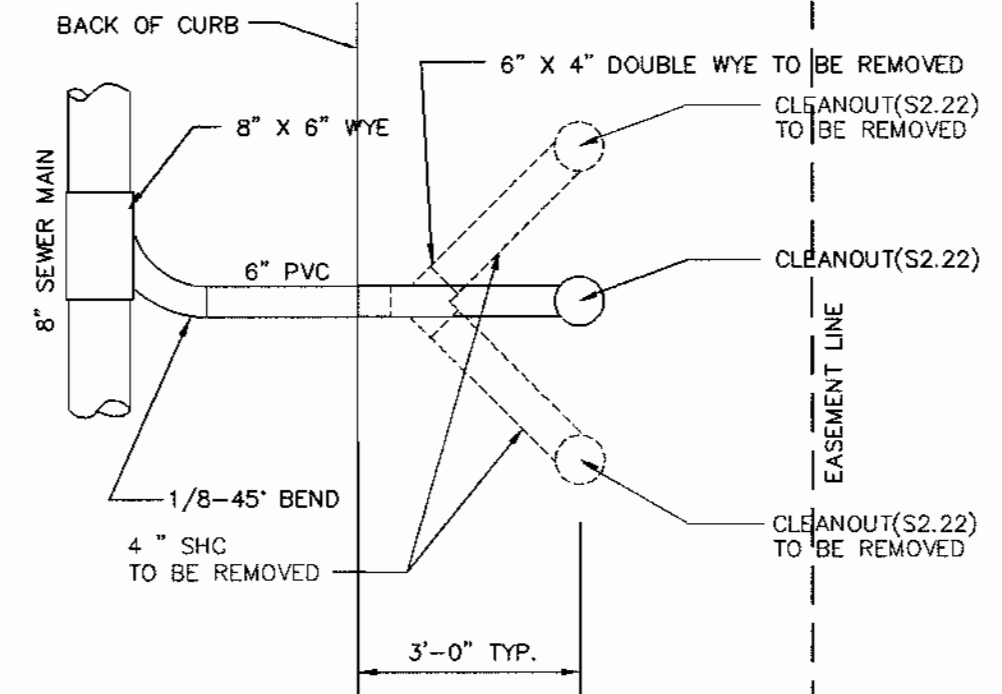 BACK OF CURB
6" X 4" DOUBLE WYE TO BE REMOVED
CLEANOUT(S2.22)
TO BE REMOVED
8" X 6" WYE
8" SEWER MAIN
6" PVC
CLEANOUT(S2.22)
EASEMENT LINE
1/8-45° BEND
4 " SHC
TO BE REMOVED
CLEANOUT(S2.22)
TO BE REMOVED
3'-0" TYP.